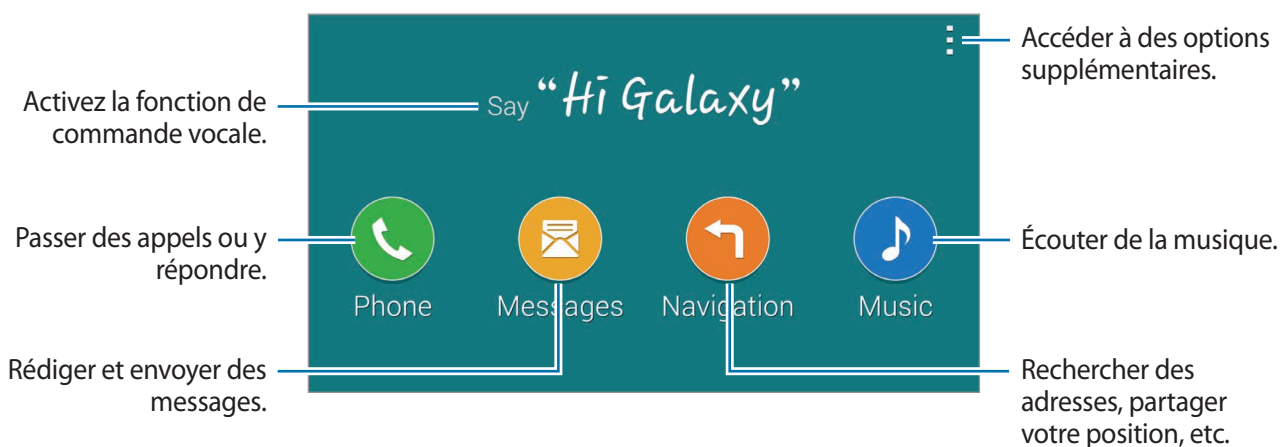 Accéder à des options
supplémentaires.
Activez la fonction de
commande vocale.
Say “Hi Galaxy”
Passer des appels ou y
répondre.
Écouter de la musique.
Phone
Messages
Navigation
Music
Rédiger et envoyer des
messages.
Rechercher des
adresses, partager
votre position, etc.